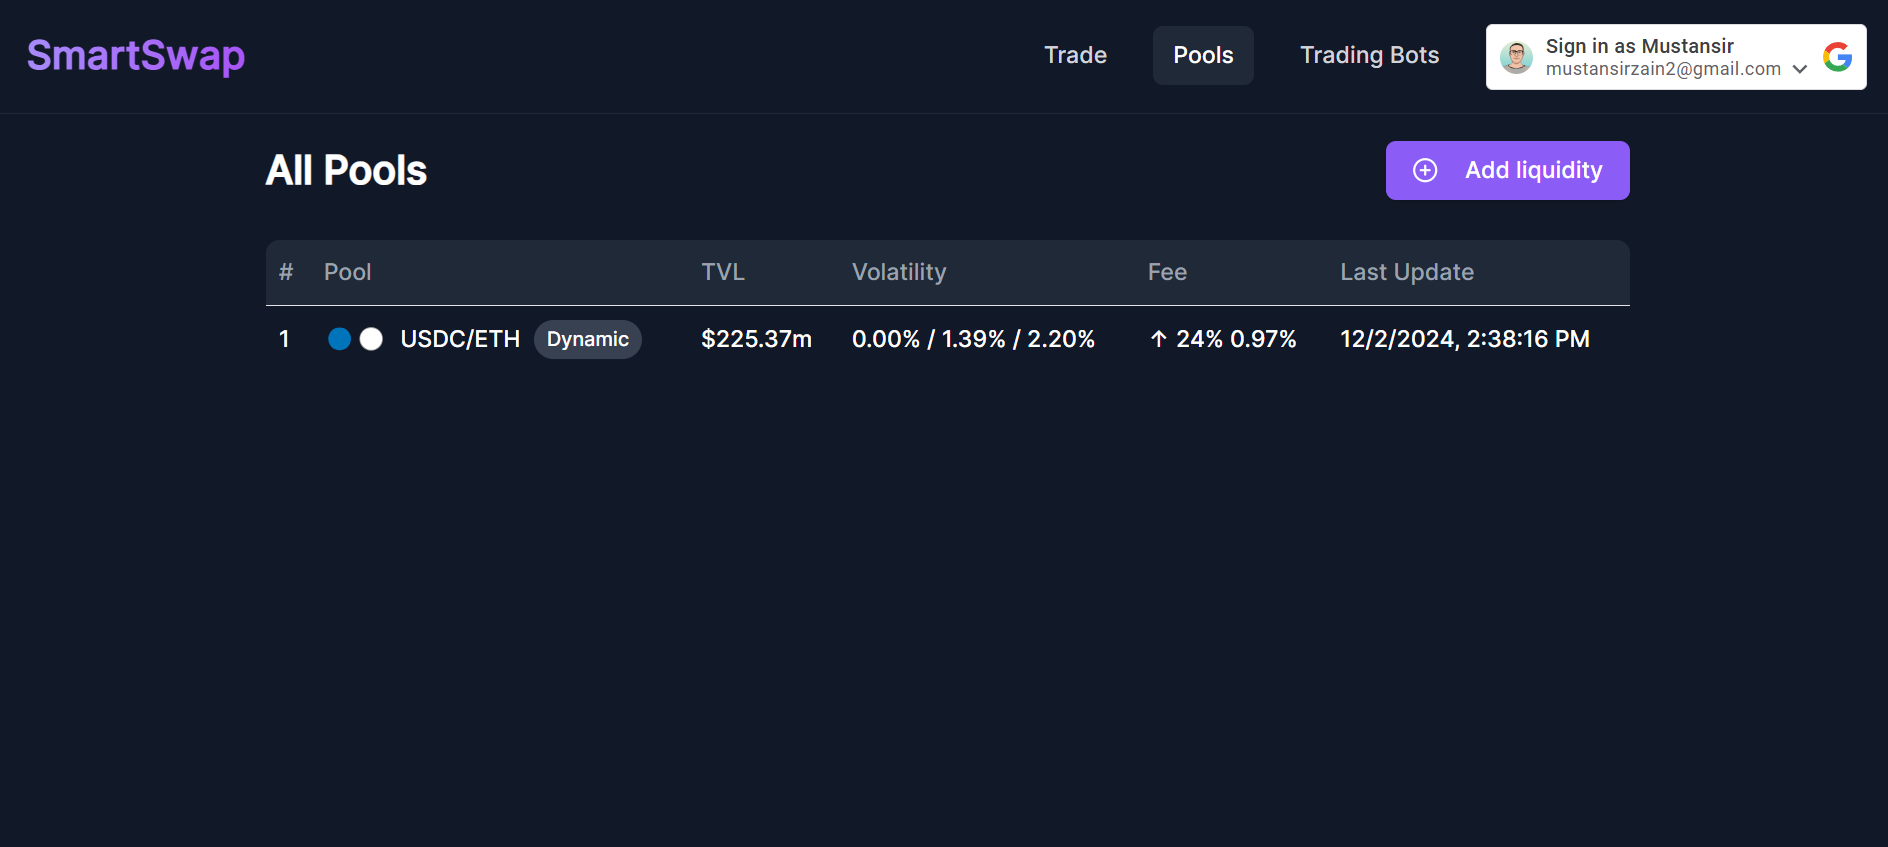 SmartSwap
Trade
Pools
Trading Bots
Sign in as Mustansir
mustansirzain2@gmail.com
All Pools
Add liquidity
# Pool TVL Volatility Fee Last Update
1 USDC/ETH Dynamic $225.37m 0.00% / 1.39% / 2.20% ↑ 24% 0.97% 12/2/2024, 2:38:16 PM